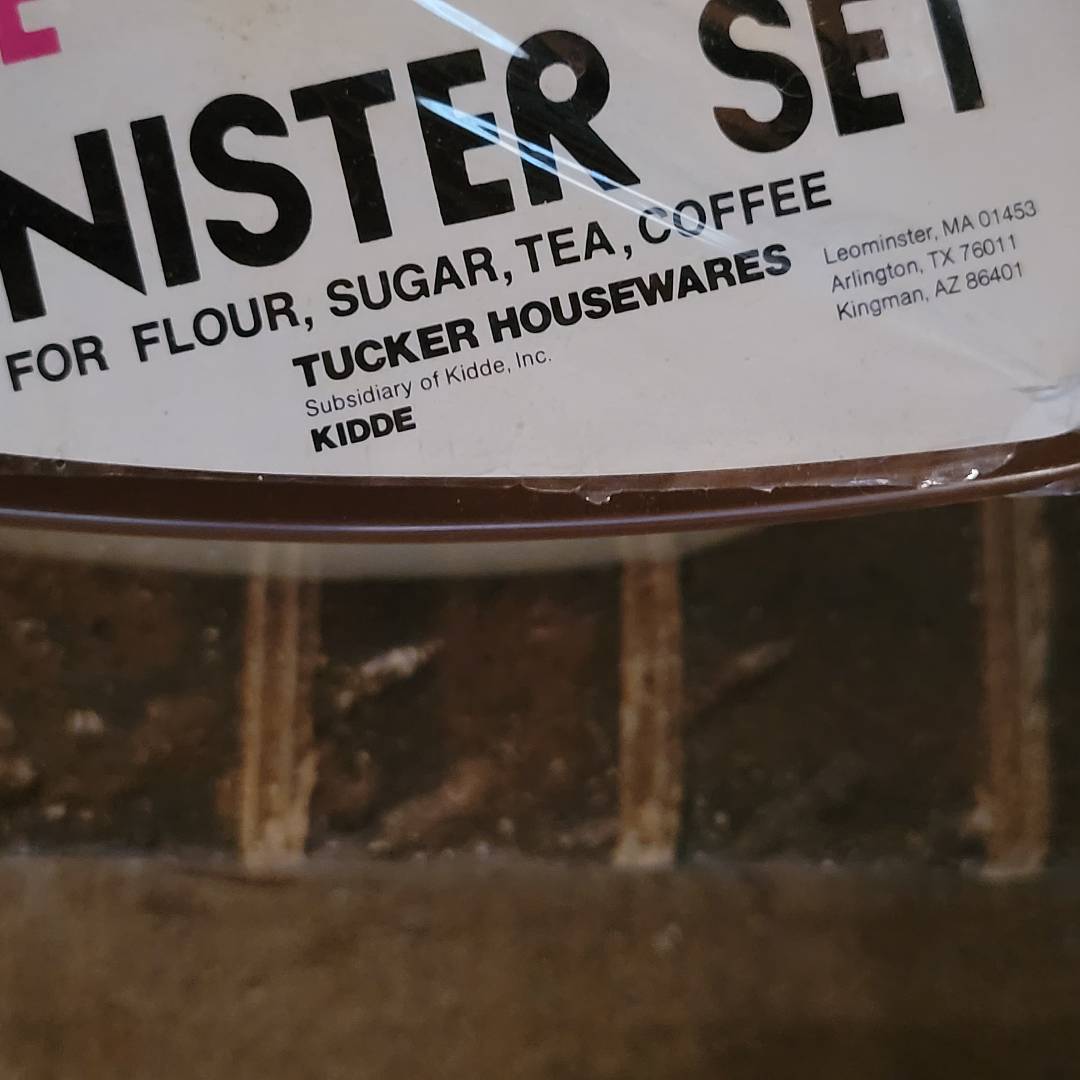 E
NISTER SET
FOR FLOUR, SUGAR, TEA, COFFEE
TUCKER HOUSEWARES
Subsidiary of Kidde, Inc.
KIDDE
Leominster, MA 01453
Arlington, TX 76011
Kingman, AZ 86401